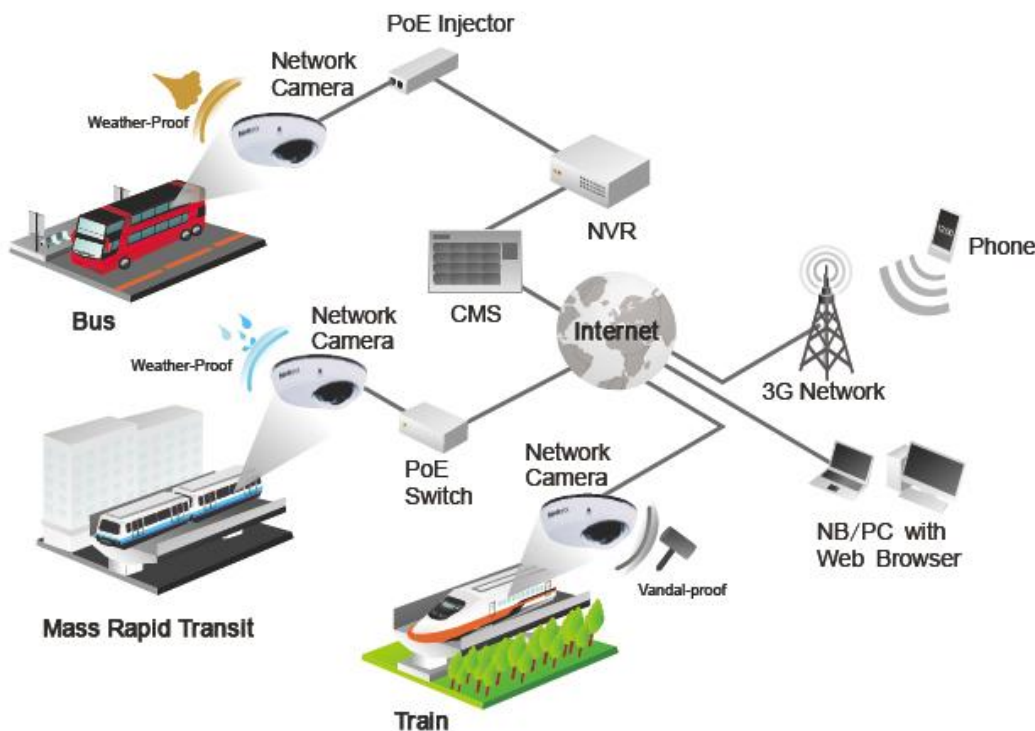 PoE Injector
Network
Camera
Weather-Proof
NVR
Phone
CMS
Bus
Internet
Network
Camera
Weather-Proof
3G Network
PoE
Switch
Network
Camera
NB/PC with
Web Browser
Vandal-proof
Mass Rapid Transit
Train